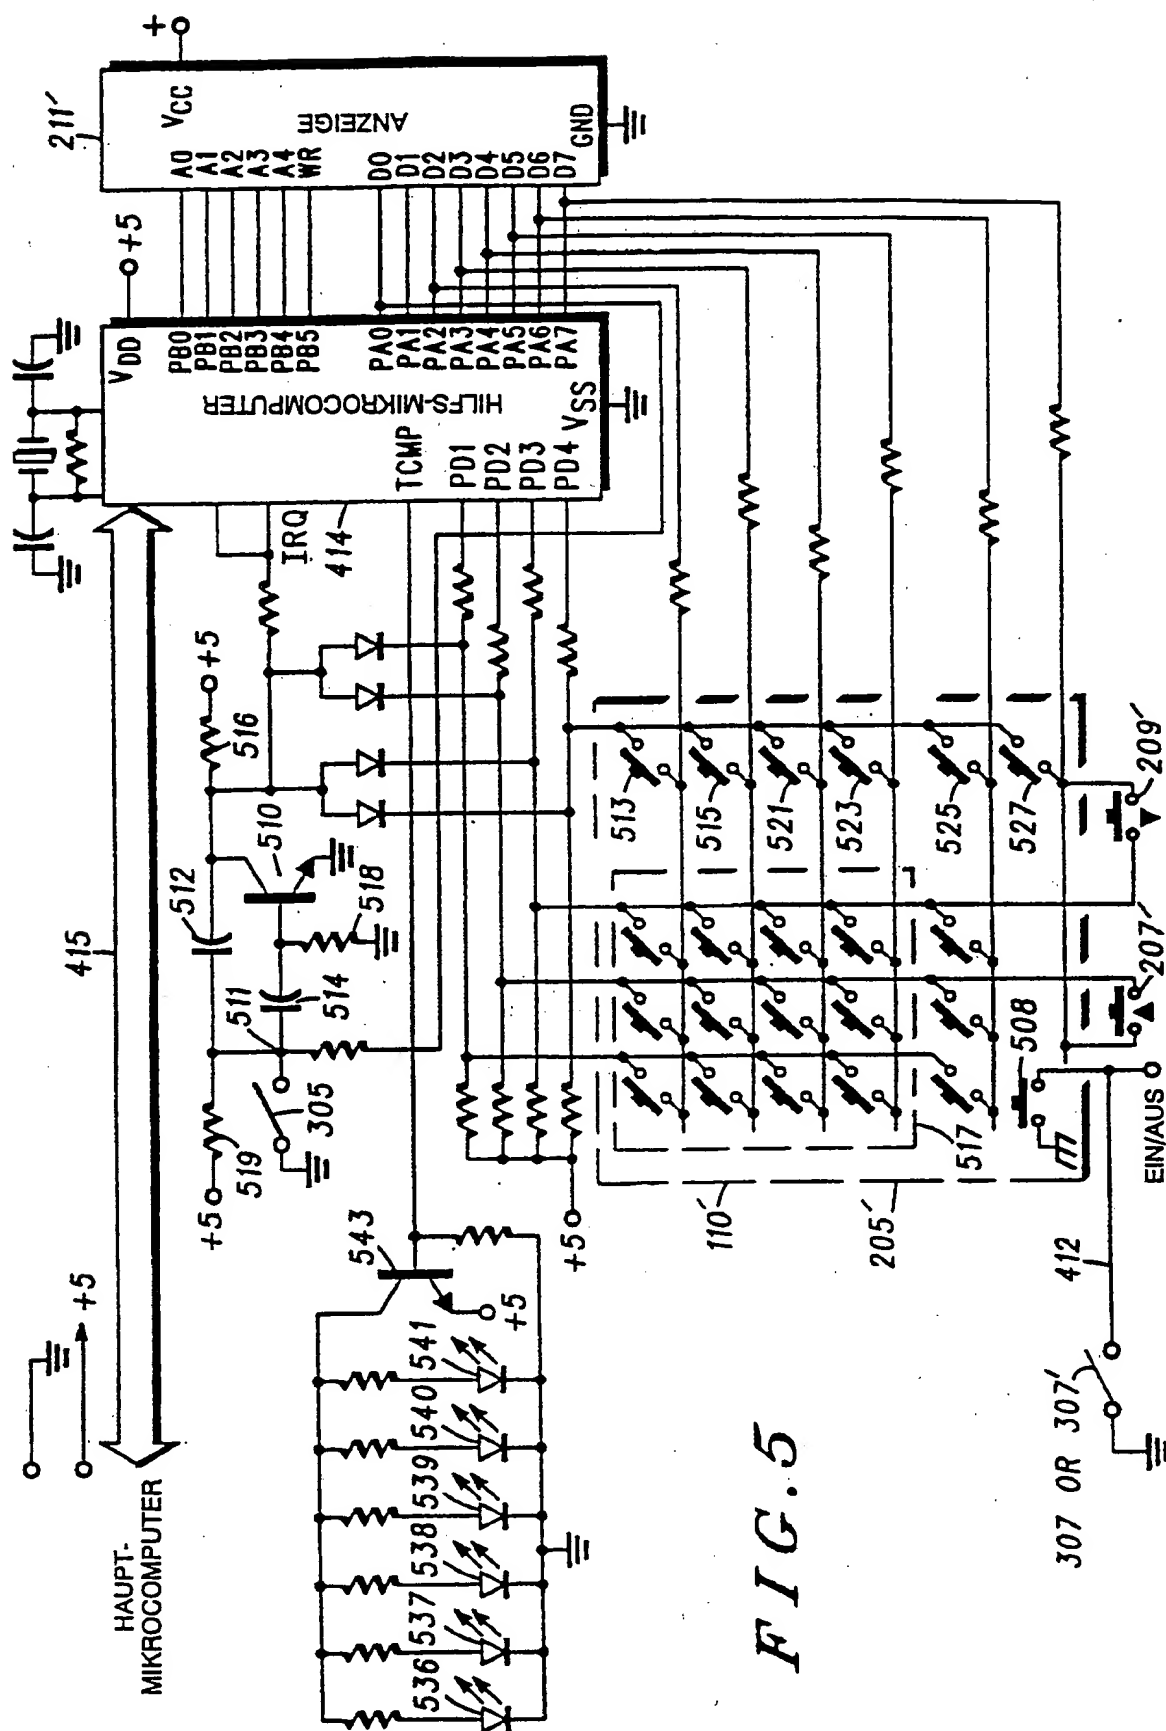 HAUPT-
MIKROCOMPUTER
+5
415
+5
519
305
511
512
514
518
510
516
+5
IRQ
414
HILFS-MIKROCOMPUTER
VDD
+5
PB0
PB1
PB2
PB3
PB4
PB5
PA0
PA1
PA2
PA3
PA4
PA5
PA6
PA7
VSS
TCMP
PD1
PD2
PD3
PD4
211'
ANZEIGE
VCC
+
A0
A1
A2
A3
A4
WR
D0
D1
D2
D3
D4
D5
D6
D7
GND
536
537
538
539
540
541
543
+5
+5
110'
205'
517
513
515
521
523
525
527
508
207'
209'
EIN/AUS
412
307 OR 307'
FIG.5